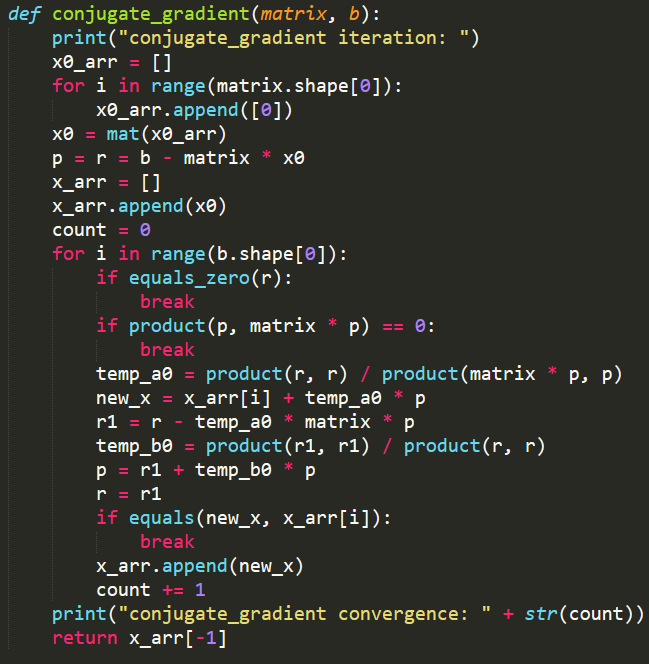 def conjugate_gradient(matrix, b):
    print("conjugate_gradient iteration: ")
    x0_arr = []
    for i in range(matrix.shape[0]):
        x0_arr.append([0])
    x0 = mat(x0_arr)
    p = r = b - matrix * x0
    x_arr = []
    x_arr.append(x0)
    count = 0
    for i in range(b.shape[0]):
        if equals_zero(r):
            break
        if product(p, matrix * p) == 0:
            break
        temp_a0 = product(r, r) / product(matrix * p, p)
        new_x = x_arr[i] + temp_a0 * p
        r1 = r - temp_a0 * matrix * p
        temp_b0 = product(r1, r1) / product(r, r)
        p = r1 + temp_b0 * p
        r = r1
        if equals(new_x, x_arr[i]):
            break
        x_arr.append(new_x)
        count += 1
    print("conjugate_gradient convergence: " + str(count))
    return x_arr[-1]